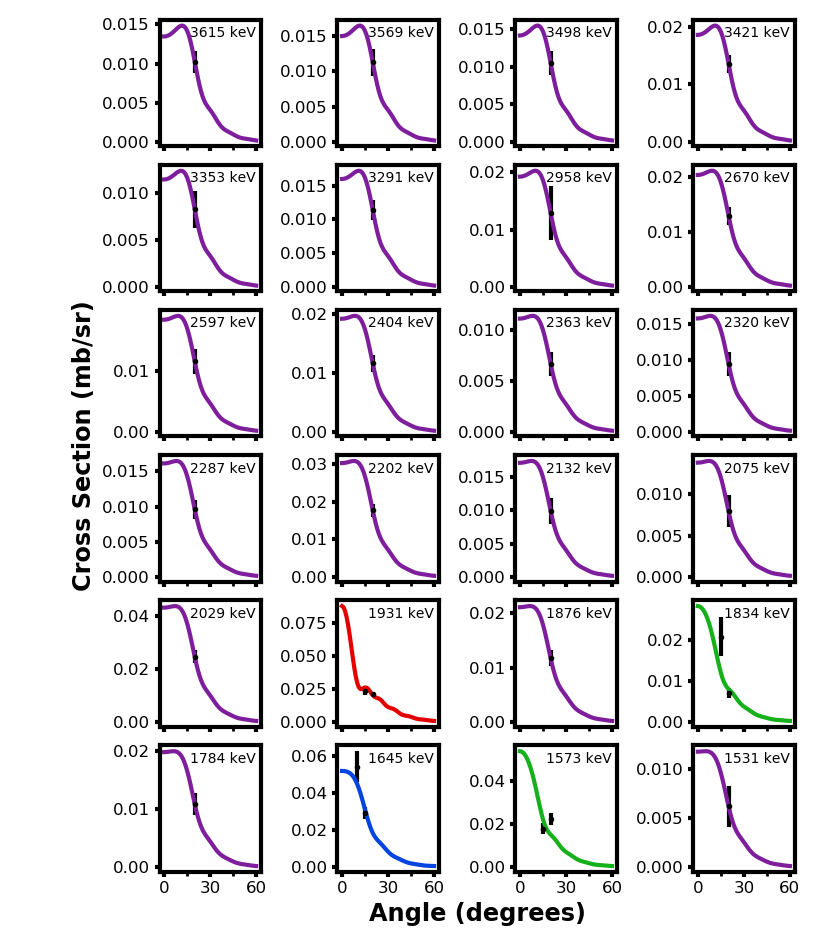 3615 keV 3569 keV 3498 keV 3421 keV
0.015 0.015 0.015 0.02
0.010 0.010 0.010 0.01
0.005 0.005 0.005
0.000 0.000 0.000 0.00
3353 keV 3291 keV 2958 keV 2670 keV
0.010 0.015 0.02 0.02
0.005 0.010 0.01 0.01
0.005
0.000 0.000 0.00 0.00
2597 keV 2404 keV 2363 keV 2320 keV
0.01 0.02 0.010 0.015
0.01 0.005 0.010
0.005
0.00 0.00 0.000 0.000
2287 keV 2202 keV 2132 keV 2075 keV
0.015 0.03 0.015 0.010
0.010 0.02 0.010 0.005
0.005 0.01 0.005
0.000 0.00 0.000 0.000
2029 keV 1931 keV 1876 keV 1834 keV
0.04 0.075 0.02 0.02
0.02 0.050 0.01 0.01
0.025
0.00 0.000 0.00 0.00
1784 keV 1645 keV 1573 keV 1531 keV
0.02 0.06 0.04 0.010
0.01 0.04 0.02 0.005
0.02
0.00 0.00 0.00 0.000
0 30 60 0 30 60 0 30 60 0 30 60
Cross Section (mb/sr)
Angle (degrees)